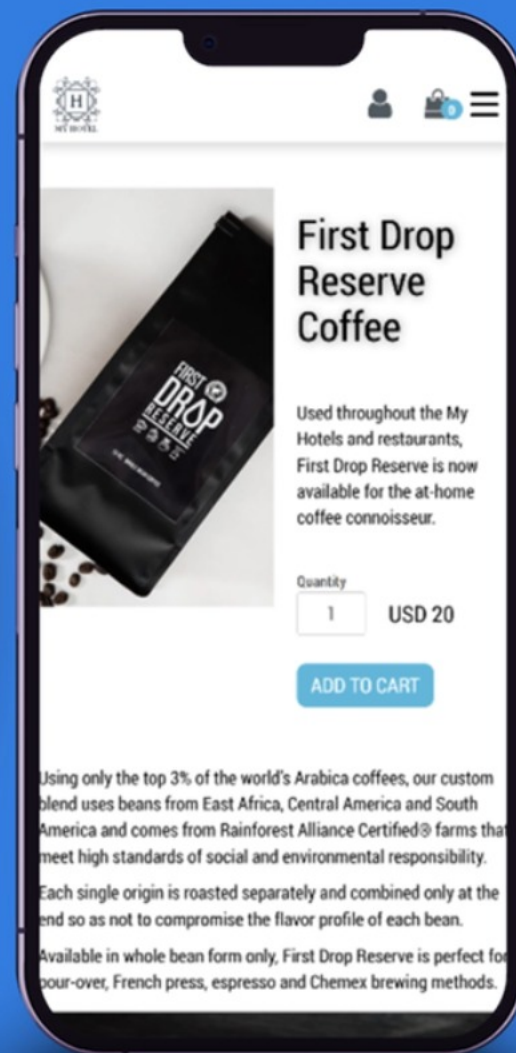 H
MY HOTEL
0
FIRST
DROP
RESERVE
First Drop
Reserve
Coffee
Used throughout the My
Hotels and restaurants,
First Drop Reserve is now
available for the at-home
coffee connoisseur.
Quantity
1 USD 20
ADD TO CART
Using only the top 3% of the world's Arabica coffees, our custom
blend uses beans from East Africa, Central America and South
America and comes from Rainforest Alliance Certified® farms that
meet high standards of social and environmental responsibility.
Each single origin is roasted separately and combined only at the
end so as not to compromise the flavor profile of each bean.
Available in whole bean form only, First Drop Reserve is perfect for
pour-over, French press, espresso and Chemex brewing methods.